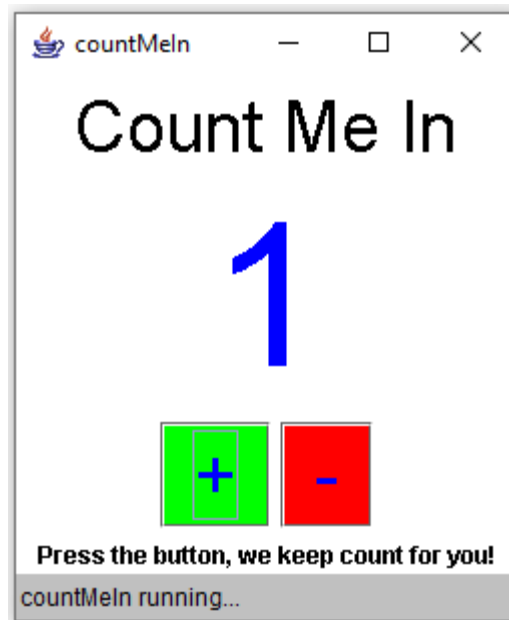 countMeIn
Count Me In
1
+ -
Press the button, we keep count for you!
countMeIn running...